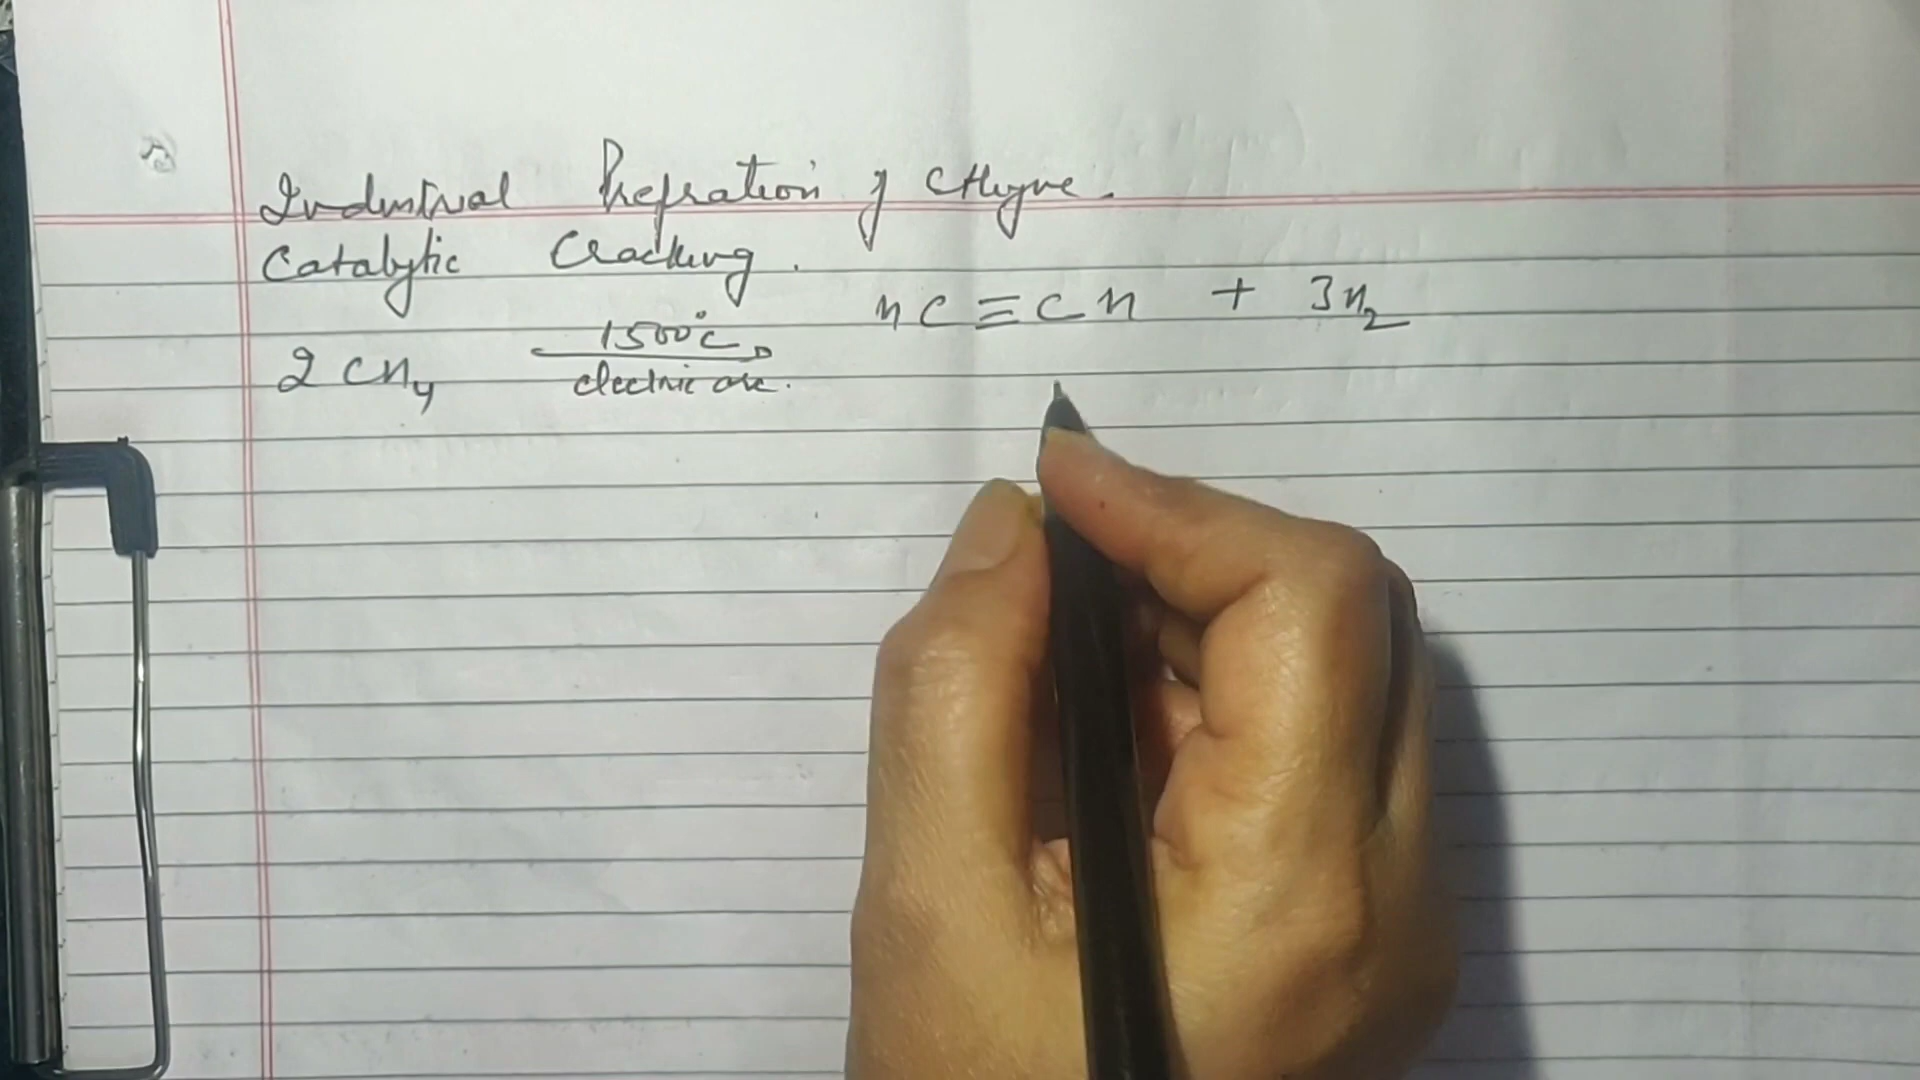 Industrial Prepration of ethyne.
Catalytic Cracking.
2 CH₄ 1500°C electric arc. HC≡CH + 3H₂